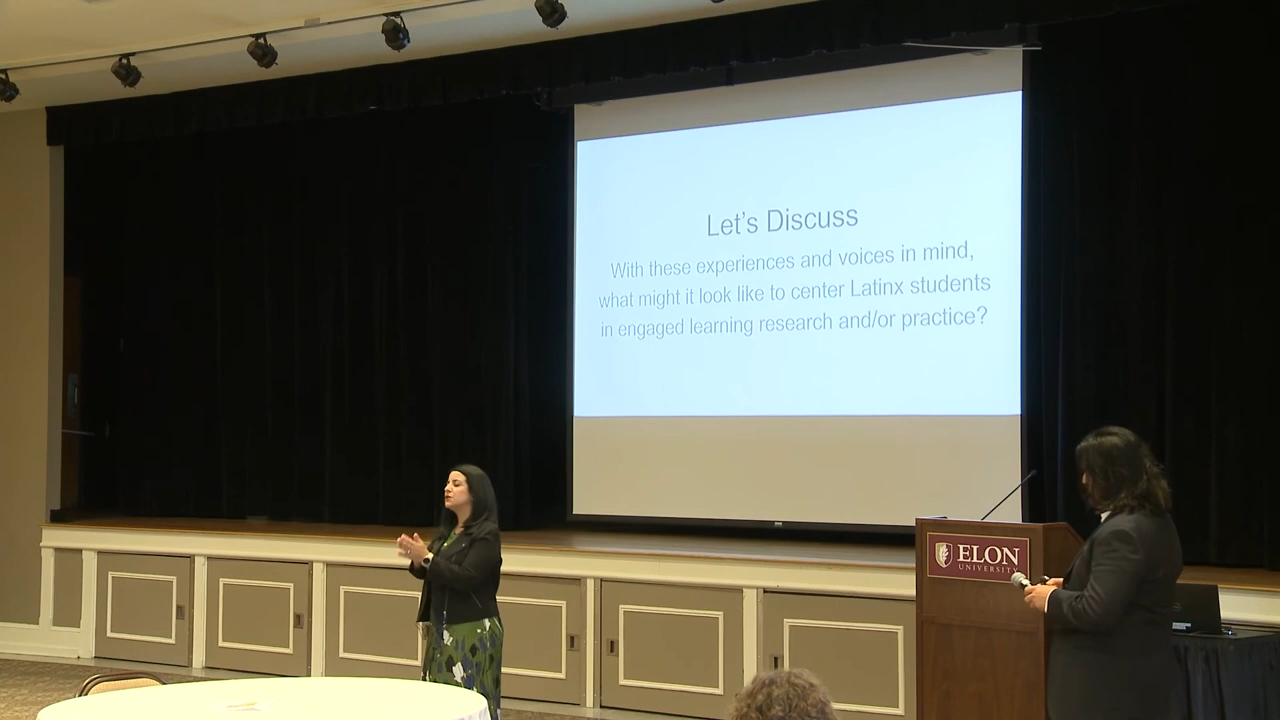 Let's Discuss
With these experiences and voices in mind,
what might it look like to center Latinx students
in engaged learning research and/or practice?
ELON
UNIVERSITY